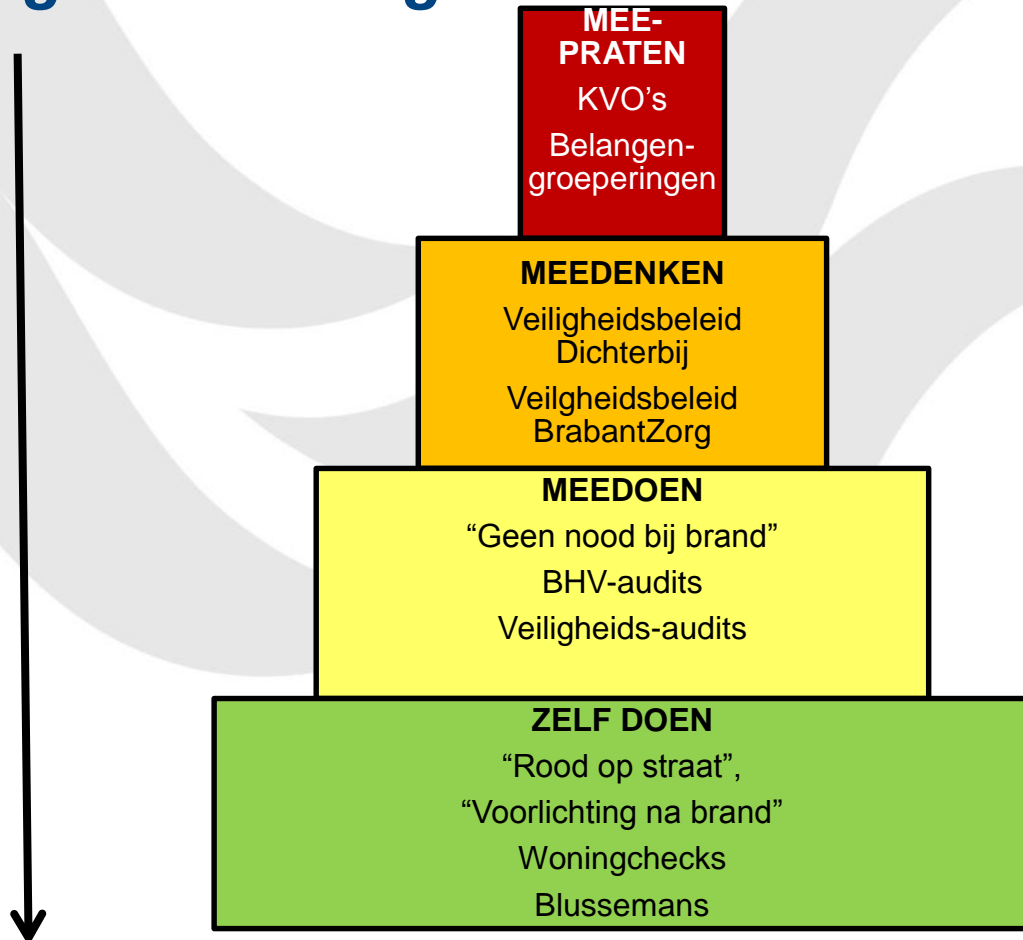 MEE-
PRATEN
KVO's
Belangen-
groeperingen
MEEDENKEN
Veiligheidsbeleid
Dichterbij
Veilgheidsbeleid
BrabantZorg
MEEDOEN
“Geen nood bij brand”
BHV-audits
Veiligheids-audits
ZELF DOEN
“Rood op straat”,
“Voorlichting na brand”
Woningchecks
Blussemans